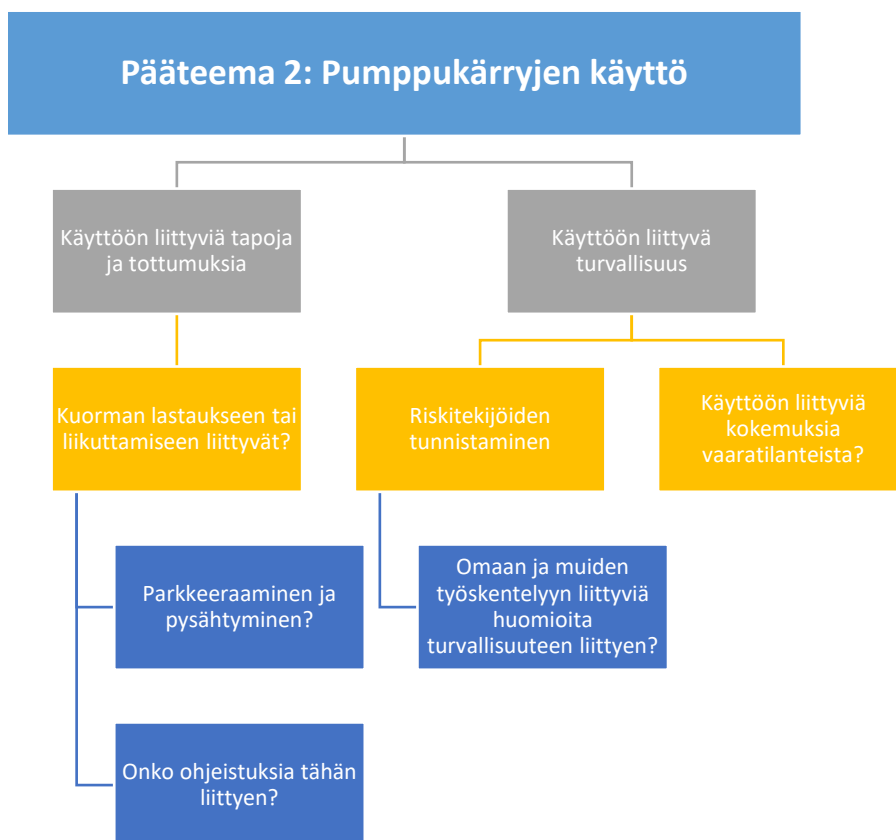 Pääteema 2: Pumppukärryjen käyttö
Käyttöön liittyviä tapoja
ja tottumuksia
Käyttöön liittyvä
turvallisuus
Kuorman lastaukseen tai
liikuttamiseen liittyvät?
Riskitekijöiden
tunnistaminen
Käyttöön liittyviä
kokemuksia
vaaratilanteista?
Parkkeeraaminen ja
pysähtyminen?
Omaan ja muiden
työskentelyyn liittyviä
huomioita
turvallisuuteen liittyen?
Onko ohjeistuksia tähän
liittyen?